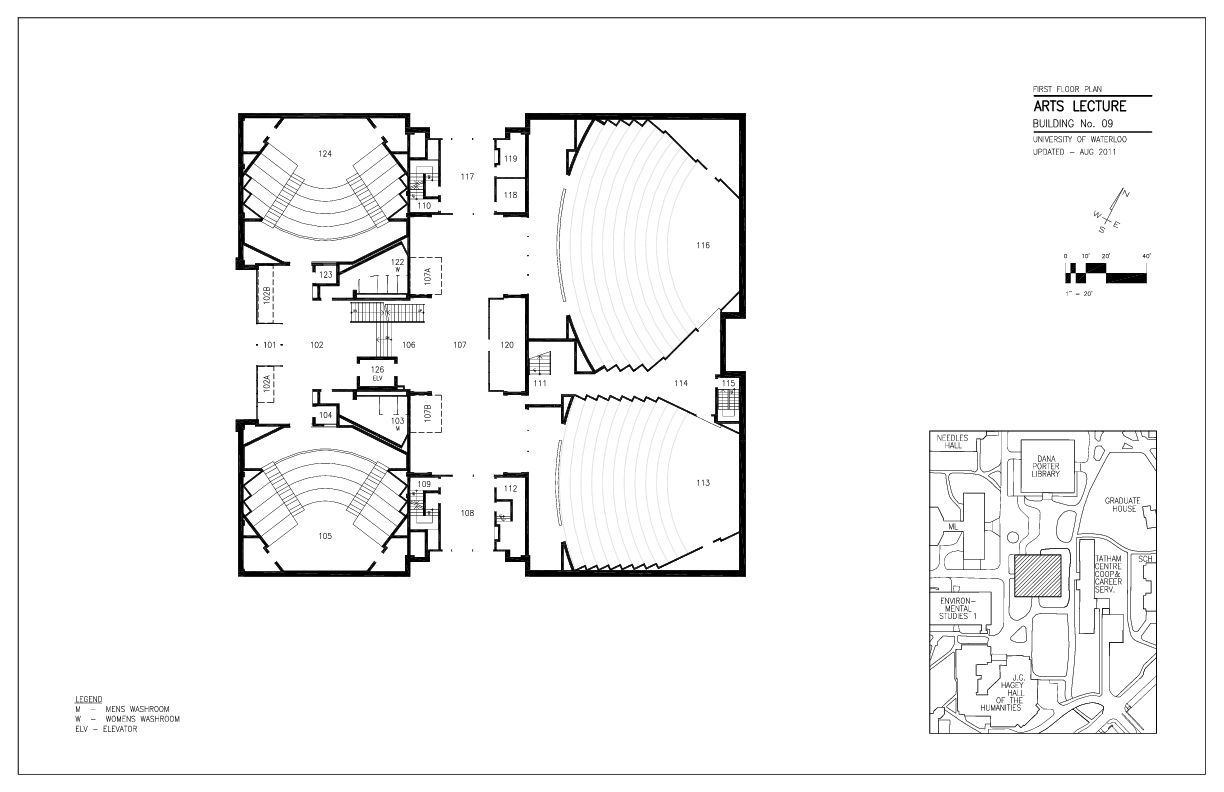 FIRST FLOOR PLAN
ARTS LECTURE
BUILDING No. 09
UNIVERSITY OF WATERLOO
UPDATED – AUG 2011
N
W
E
S
0 10' 20' 40'
1" = 20'
124
119
117
118
110
116
122
W
123
107A
102B
101
102
106
107
120
126
ELV
111
114
115
102A
104
103
M
107B
109
112
108
113
105
NEEDLES
HALL
DANA
PORTER
LIBRARY
GRADUATE
HOUSE
ML
TATHAM
CENTRE
COOP&
CAREER
SERV.
SCH
ENVIRON–
MENTAL
STUDIES 1
J.C.
HAGEY
HALL
OF THE
HUMANITIES
LEGEND
M – MENS WASHROOM
W – WOMENS WASHROOM
ELV – ELEVATOR